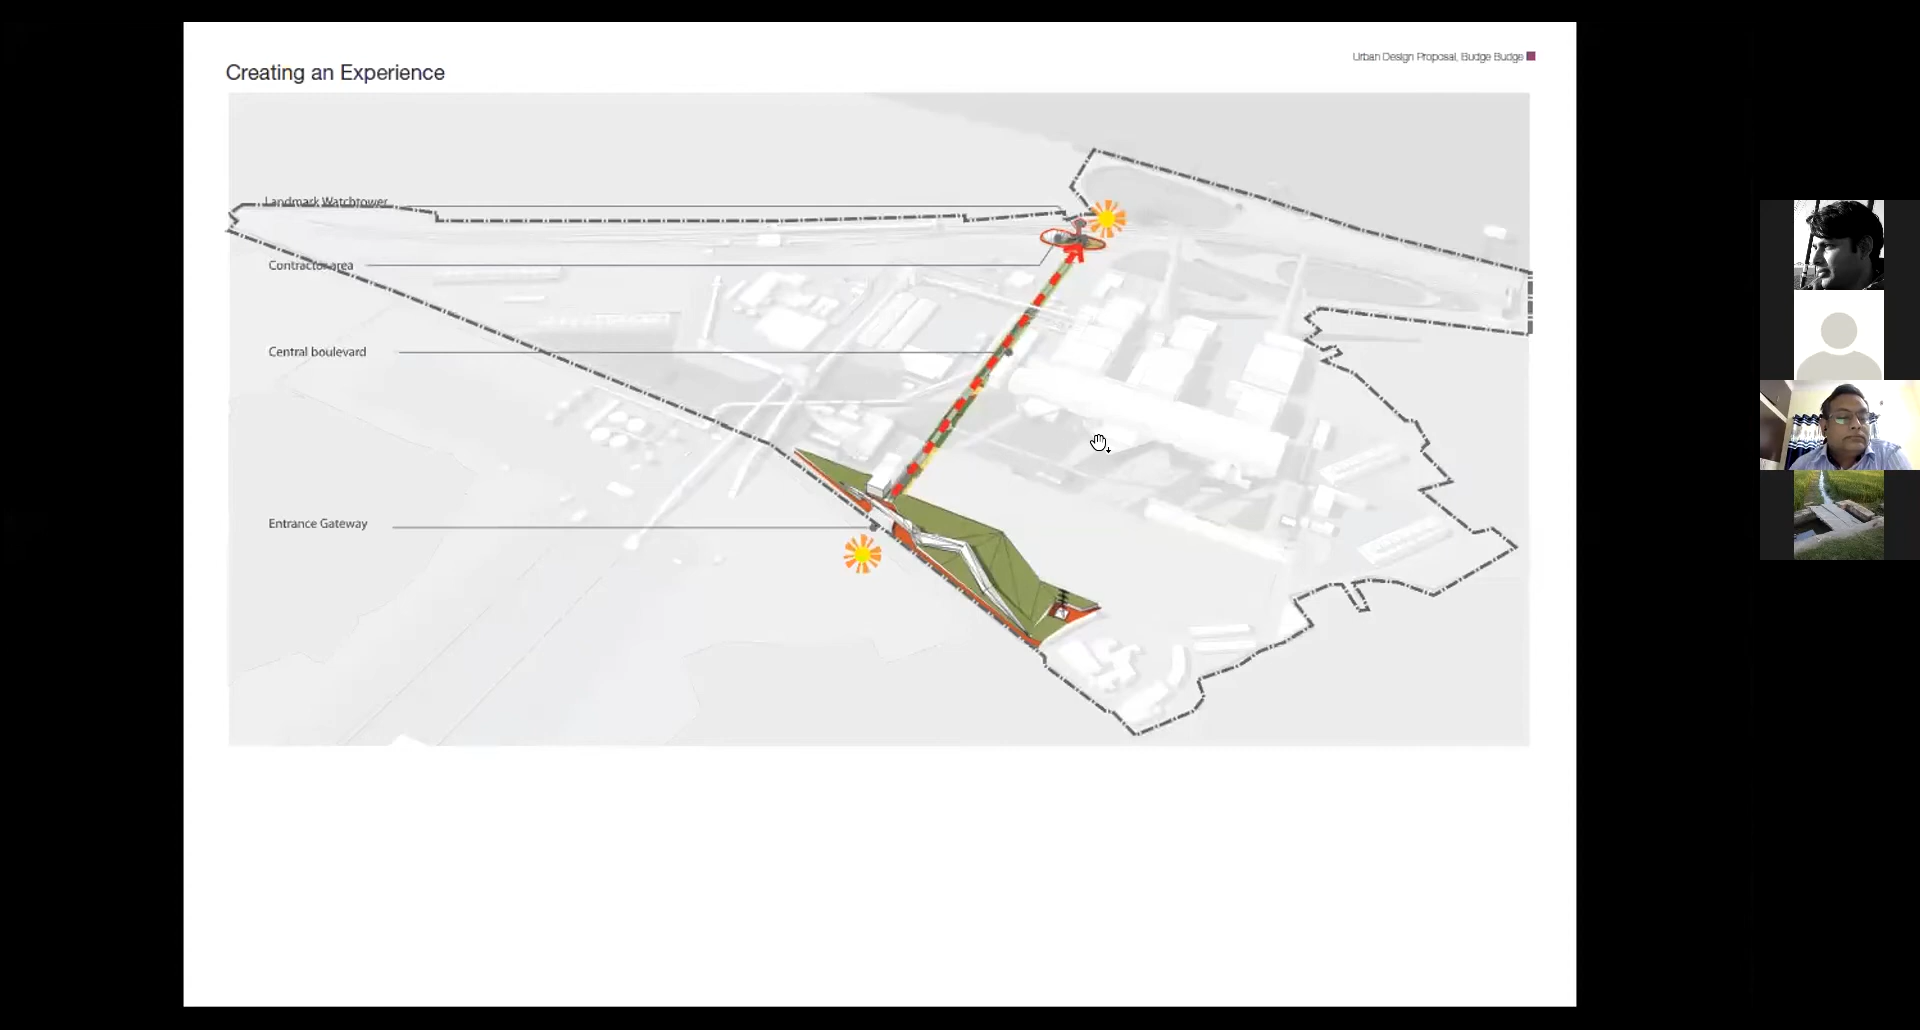 Urban Design Proposal, Budge Budge
Creating an Experience
Landmark Watchtower
Contractor area
Central boulevard
Entrance Gateway